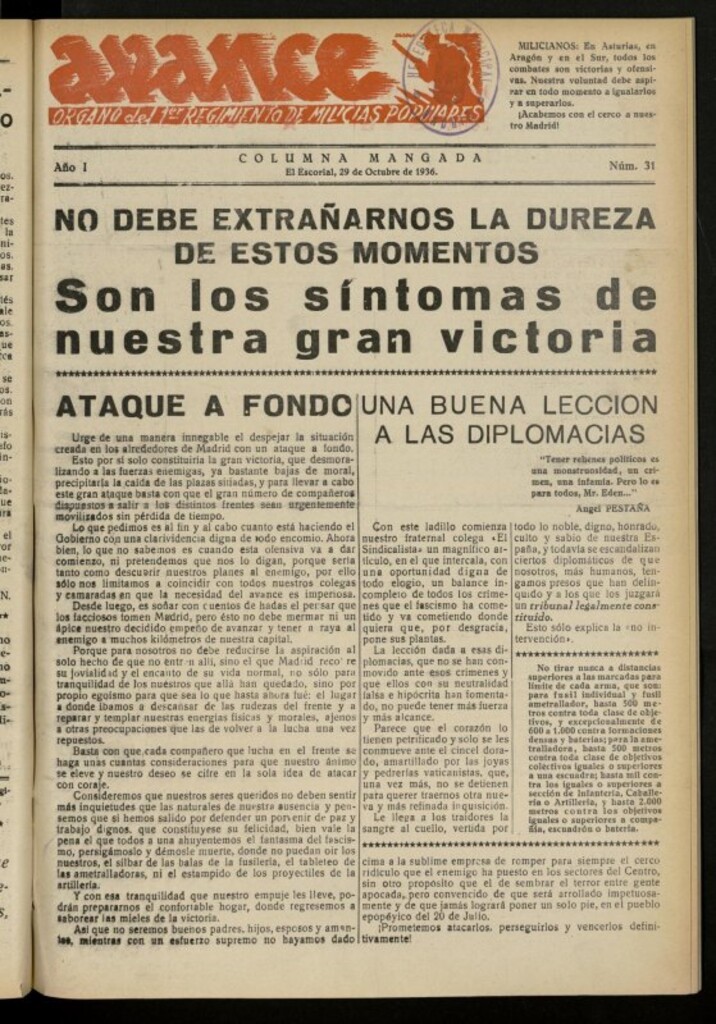 avance
ORGANO del 1er REGIMIENTO DE MILICIAS POPULARES
MILICIANOS: En Asturias, en
Aragón y en el Sur, todos los
combates son victorias y ofensi-
vas. Nuestra voluntad debe aspi-
rar en todo momento a igualarlos
y a superarlos.
¡Acabemos con el cerco a nues-
tro Madrid!
Año I
COLUMNA MANGADA
El Escorial, 29 de Octubre de 1936.
Núm. 31
NO DEBE EXTRAÑARNOS LA DUREZA
DE ESTOS MOMENTOS
Son los síntomas de
nuestra gran victoria
ATAQUE A FONDO
Urge de una manera innegable el despejar la situación
creada en los alrededores de Madrid con un ataque a fondo.
Esto por sí solo constituiría la gran victoria, que desmora-
lizando a las fuerzas enemigas, ya bastante bajas de moral,
precipitaría la caída de las plazas sitiadas, y para llevar a cabo
este gran ataque basta con que el gran número de compañeros
dispuestos a salir a los distintos frentes sean urgentemente
movilizados sin pérdida de tiempo.
Lo que pedimos es al fin y al cabo cuanto está haciendo el
Gobierno con una clarividencia digna de todo encomio. Ahora
bien, lo que no sabemos es cuando esta ofensiva va a dar
comienzo, ni pretendemos que nos lo digan, porque sería
tanto como descubrir nuestros planes al enemigo, por ello
sólo nos limitamos a coincidir con todos nuestros colegas
y camaradas en que la necesidad del avance es imperiosa.
Desde luego, es soñar con cuentos de hadas el pensar que
los facciosos tomen Madrid, pero ésto no debe mermar ni un
ápice nuestro decidido empeño de avanzar y tener a raya al
enemigo a muchos kilómetros de nuestra capital.
Porque para nosotros no debe reducirse la aspiración al
solo hecho de que no entren allí, sino el que Madrid recobre
su jovialidad y el encanto de su vida normal, no sólo para
tranquilidad de los nuestros que allá han quedado, sino por
propio egoísmo para que sea lo que hasta ahora fué: el lugar
a donde íbamos a descansar de las rudezas del frente y a
reparar y templar nuestras energías físicas y morales, ajenos
a otras preocupaciones que las de volver a la lucha una vez
repuestos.
Basta con que cada compañero que lucha en el frente se
haga unas cuantas consideraciones para que nuestro ánimo
se eleve y nuestro deseo se cifre en la sola idea de atacar
con coraje.
Consideremos que nuestros seres queridos no deben sentir
más inquietudes que las naturales de nuestra ausencia y pen-
semos que si hemos salido por defender un porvenir de paz y
trabajo dignos, que constituyese su felicidad, bien vale la
pena el que todos a una ahuyentemos el fantasma del fascis-
mo, persigámoslo y démosle muerte, donde no puedan oír los
nuestros, el silbar de las balas de la fusilería, el tableteo de
las ametralladoras, ni el estampido de los proyectiles de la
artillería.
Y con esa tranquilidad que nuestro empuje les lleve, po-
drán prepararnos el confortable hogar, donde regresemos a
saborear las mieles de la victoria.
Así que no seremos buenos padres, hijos, esposos y aman-
tes, mientras con un esfuerzo supremo no hayamos dado
cima a la sublime empresa de romper para siempre el cerco
ridículo que el enemigo ha puesto en los sectores del Centro,
sin otro propósito que el de sembrar el terror entre gente
apocada, pero convencido de que será arrollado impetuosa-
mente y de que jamás logrará poner un solo pie, en el pueblo
epopéyico del 20 de Julio.
¡Prometemos atacarlos, perseguirlos y vencerlos defini-
tivamente!
UNA BUENA LECCION
A LAS DIPLOMACIAS
"Tener rehenes políticos es
una monstruosidad, un cri-
men, una infamia. Pero lo es
para todos, Mr. Eden..."
Angel PESTAÑA
Con este ladillo comienza
nuestro fraternal colega «El
Sindicalista» un magnífico ar-
tículo, en el que intercala, con
una oportunidad digna de
todo elogio, un balance in-
completo de todos los críme-
nes que el fascismo ha come-
tido y va cometiendo donde
quiera que, por desgracia,
pone sus plantas.
La lección dada a esas di-
plomacias, que no se han con-
movido ante esos crímenes y
que ellos con su neutralidad
falsa e hipócrita han fomenta-
do, no puede tener más fuerza
y más alcance.
Parece que el corazón lo
tienen petrificado y solo se les
conmueve ante el cincel dora-
do, amartillado por las joyas
y pedrerías vaticanistas, que,
una vez más, no se detienen
para querer traernos otra nue-
va y más refinada inquisición.
Le llega a los traidores la
sangre al cuello, vertida por
todo lo noble, digno, honrado,
culto y sabio de nuestra Es-
paña, y todavía se escandalizan
ciertos diplomáticos de que
nosotros, más humanos, ten-
gamos presos que han delin-
quido y a los que los juzgará
un tribunal legalmente cons-
tituído.
Esto sólo explica la «no in-
tervención».
No tirar nunca a distancias
superiores a las marcadas para
límite de cada arma, que son:
para fusil individual y fusil
ametrallador, hasta 500 me-
tros contra toda clase de obje-
tivos, y excepcionalmente de
600 a 1.000 contra formaciones
densas y baterías; para la ame-
tralladora, hasta 500 metros
contra toda clase de objetivos
colectivos iguales o superiores
a una escuadra; hasta mil con-
tra los iguales o superiores a
sección de Infantería, Caballe-
ría o Artillería, y hasta 2.000
metros contra los objetivos
iguales o superiores a compa-
ñía, escuadrón o batería.